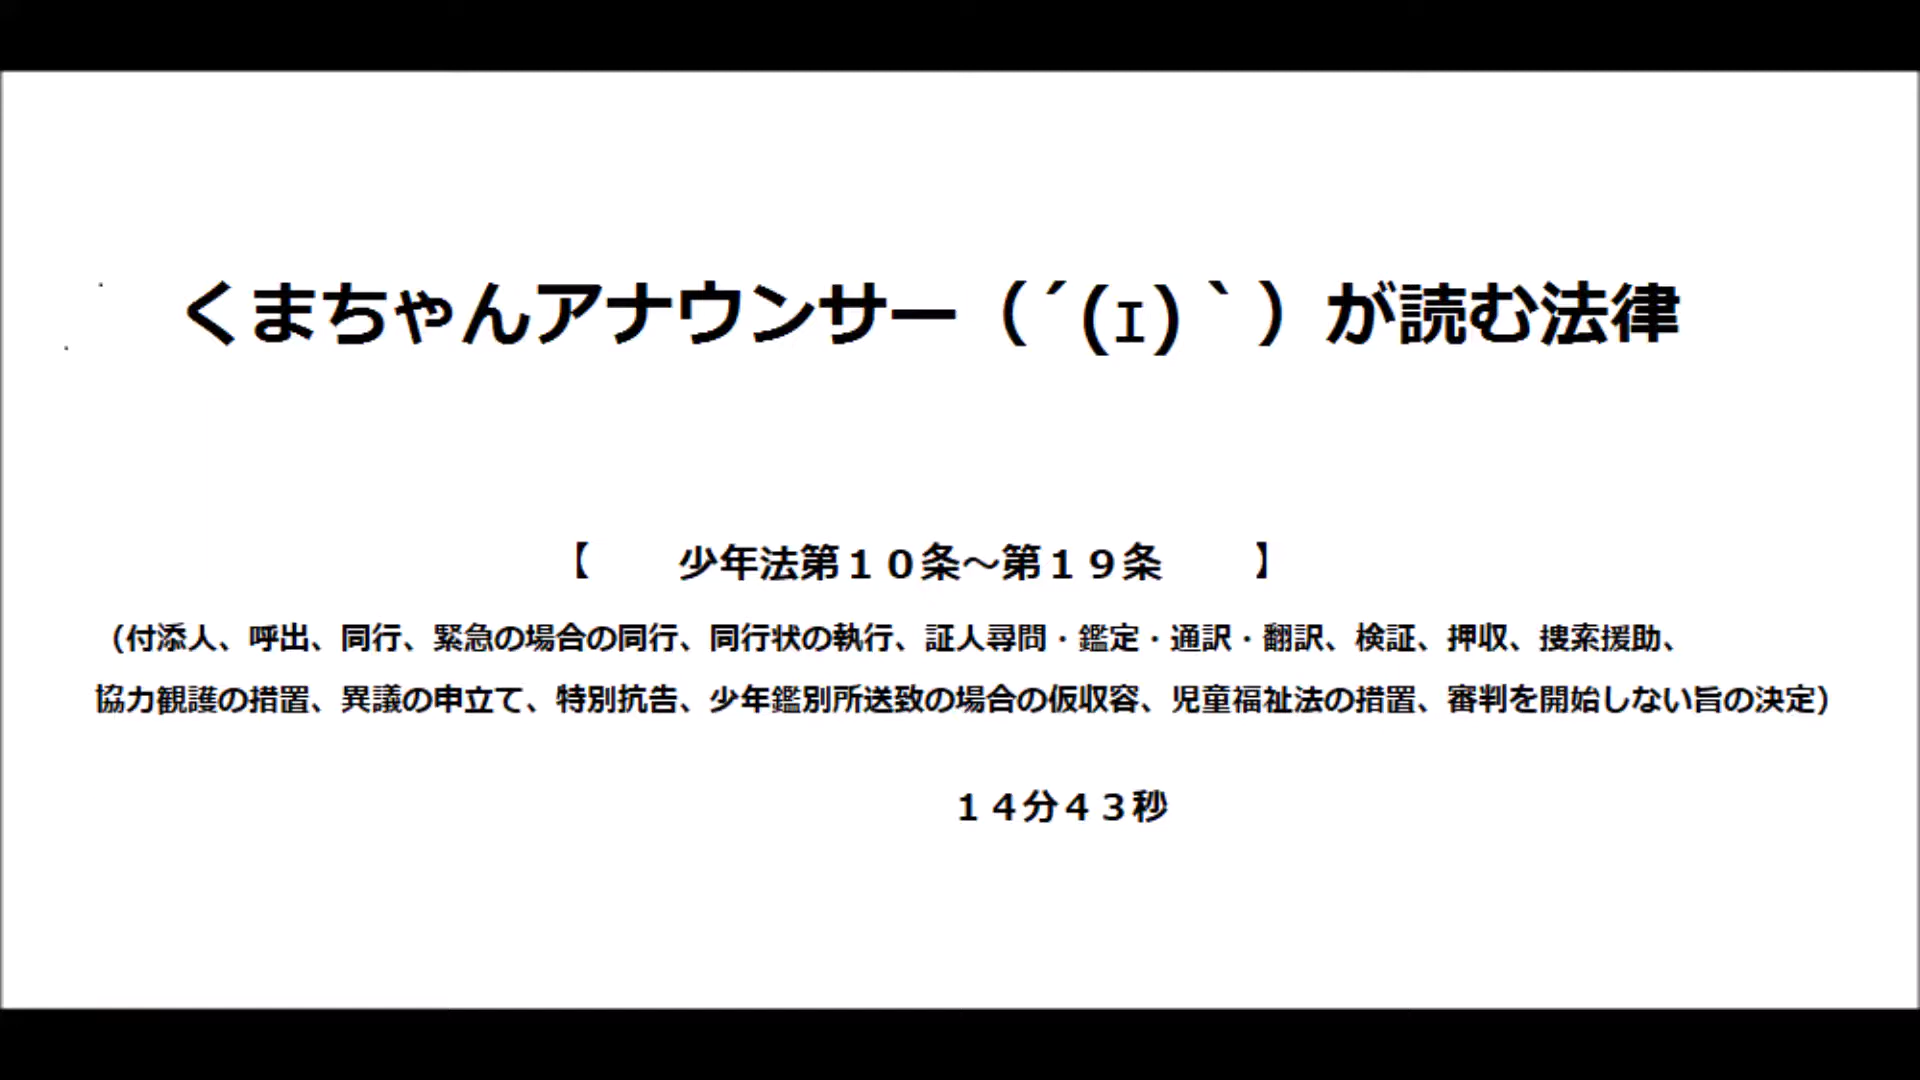 くまちゃんアナウンサー（´(ｪ)｀）が読む法律
【　　少年法第１０条～第１９条　　】
（付添人、呼出、同行、緊急の場合の同行、同行状の執行、証人尋問・鑑定・通訳・翻訳、検証、押収、捜索援助、
協力観護の措置、異議の申立て、特別抗告、少年鑑別所送致の場合の仮収容、児童福祉法の措置、審判を開始しない旨の決定）
１４分４３秒